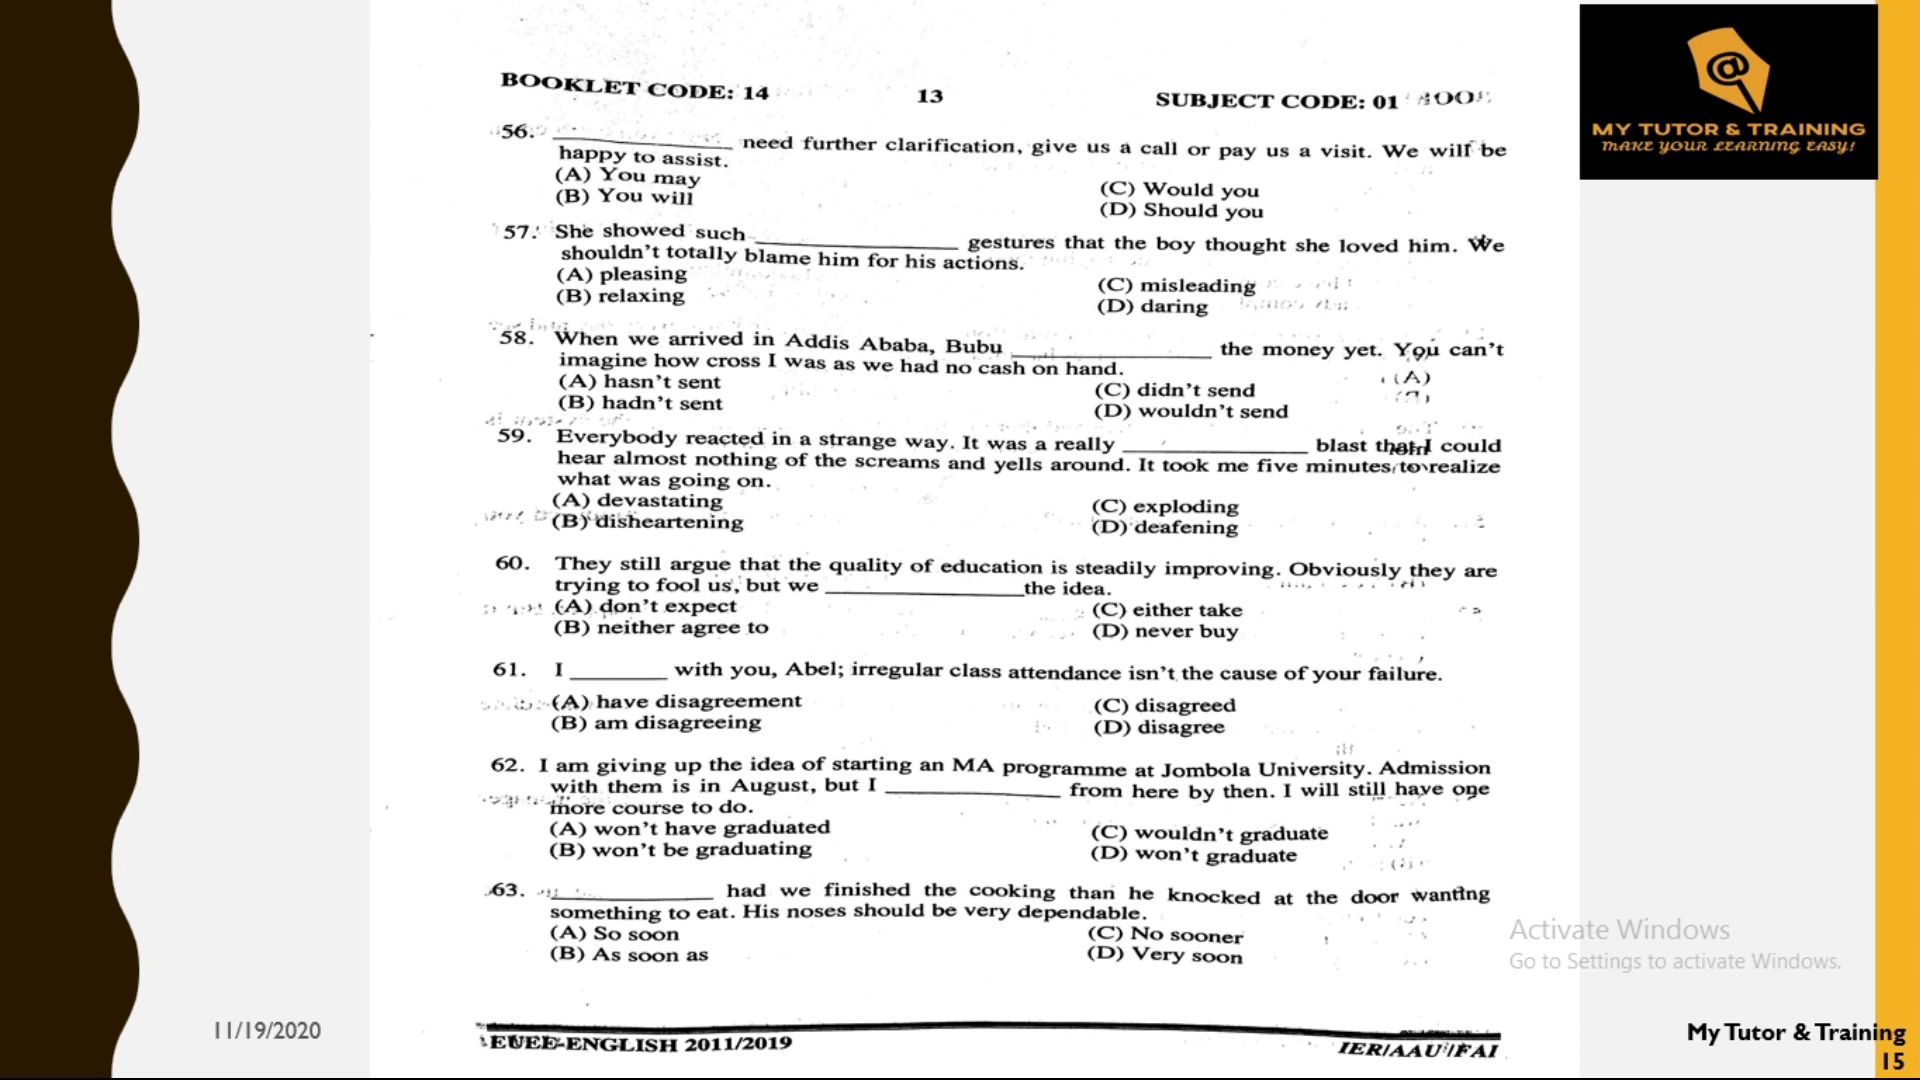 BOOKLET CODE: 14 13 SUBJECT CODE: 01
MY TUTOR & TRAINING
MAKE YOUR LEARNING EASY!
56. ____________ need further clarification, give us a call or pay us a visit. We will be
happy to assist.
(A) You may (C) Would you
(B) You will (D) Should you
57. She showed such ____________ gestures that the boy thought she loved him. We
shouldn't totally blame him for his actions.
(A) pleasing (C) misleading
(B) relaxing (D) daring
58. When we arrived in Addis Ababa, Bubu ____________ the money yet. You can't
imagine how cross I was as we had no cash on hand.
(A) hasn't sent (C) didn't send
(B) hadn't sent (D) wouldn't send
59. Everybody reacted in a strange way. It was a really ____________ blast that I could
hear almost nothing of the screams and yells around. It took me five minutes to realize
what was going on.
(A) devastating (C) exploding
(B) disheartening (D) deafening
60. They still argue that the quality of education is steadily improving. Obviously they are
trying to fool us, but we ____________ the idea.
(A) don't expect (C) either take
(B) neither agree to (D) never buy
61. I ________ with you, Abel; irregular class attendance isn't the cause of your failure.
(A) have disagreement (C) disagreed
(B) am disagreeing (D) disagree
62. I am giving up the idea of starting an MA programme at Jombola University. Admission
with them is in August, but I ____________ from here by then. I will still have one
more course to do.
(A) won't have graduated (C) wouldn't graduate
(B) won't be graduating (D) won't graduate
63. ____________ had we finished the cooking than he knocked at the door wanting
something to eat. His noses should be very dependable.
(A) So soon (C) No sooner
(B) As soon as (D) Very soon
Activate Windows
Go to Settings to activate Windows.
11/19/2020
EUEE-ENGLISH 2011/2019 IER/AAU/FAI
My Tutor & Training
15